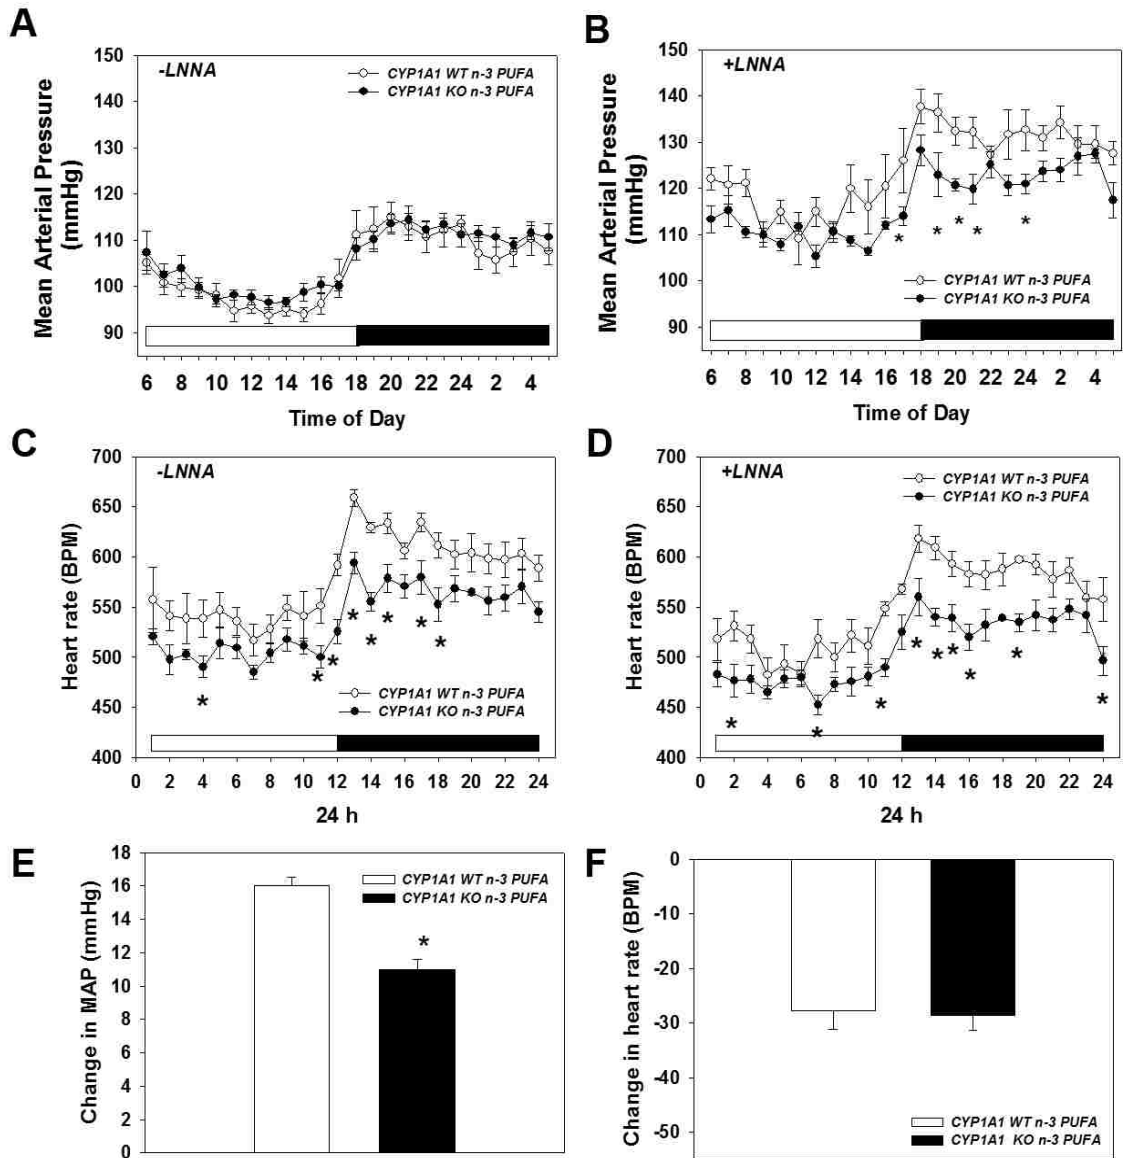 A
-LNNA
CYP1A1 WT n-3 PUFA
CYP1A1 KO n-3 PUFA
Mean Arterial Pressure
(mmHg)
150
140
130
120
110
100
90
6 8 10 12 14 16 18 20 22 24 2 4
Time of Day
B
+LNNA
CYP1A1 WT n-3 PUFA
CYP1A1 KO n-3 PUFA
Mean Arterial Pressure
(mmHg)
150
140
130
120
110
100
90
* * * * *
6 8 10 12 14 16 18 20 22 24 2 4
Time of Day
C
-LNNA
CYP1A1 WT n-3 PUFA
CYP1A1 KO n-3 PUFA
Heart rate (BPM)
700
650
600
550
500
450
400
* * * * * * * *
0 2 4 6 8 10 12 14 16 18 20 22 24
24 h
D
+LNNA
CYP1A1 WT n-3 PUFA
CYP1A1 KO n-3 PUFA
Heart rate (BPM)
700
650
600
550
500
450
400
* * * * * * * * *
0 2 4 6 8 10 12 14 16 18 20 22 24
24 h
E
CYP1A1 WT n-3 PUFA
CYP1A1 KO n-3 PUFA
Change in MAP (mmHg)
18
16
14
12
10
8
6
4
2
0
*
F
Change in heart rate (BPM)
0
-10
-20
-30
-40
-50
CYP1A1 WT n-3 PUFA
CYP1A1 KO n-3 PUFA